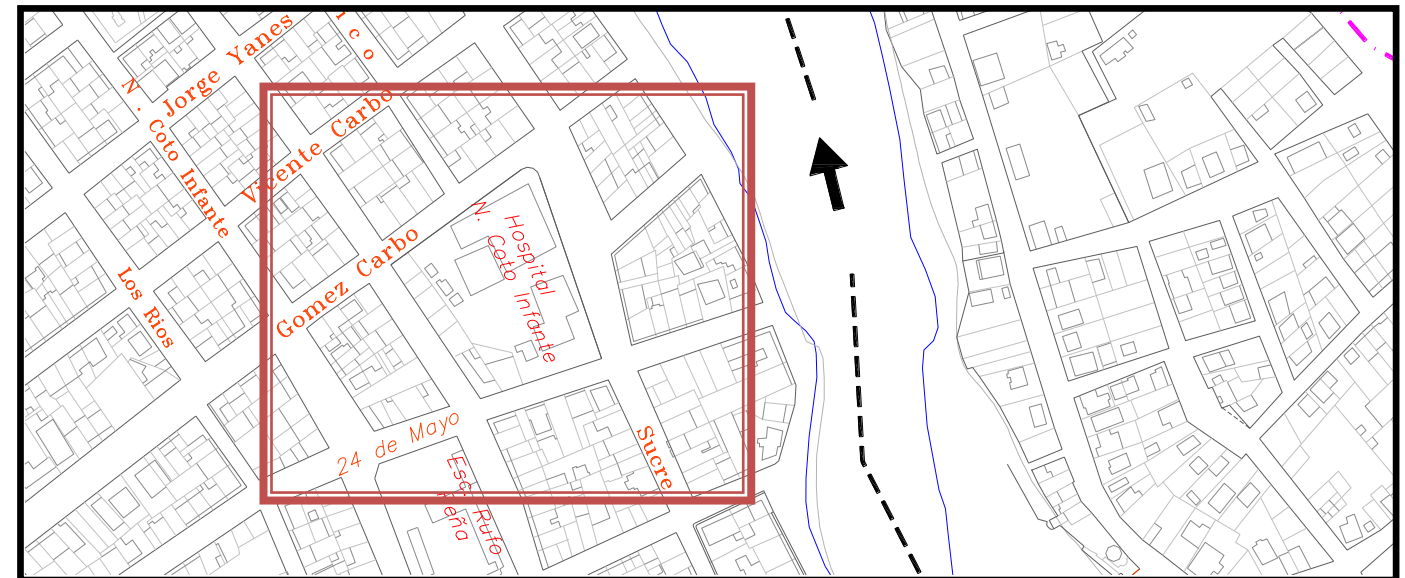 Jorge Yanes
ico
N. Coto Infante
Vicente Carbo
Hospital
N. Coto Infante
Gomez Carbo
Los Rios
24 de Mayo
Sucre
Esc. Rufo
Peña